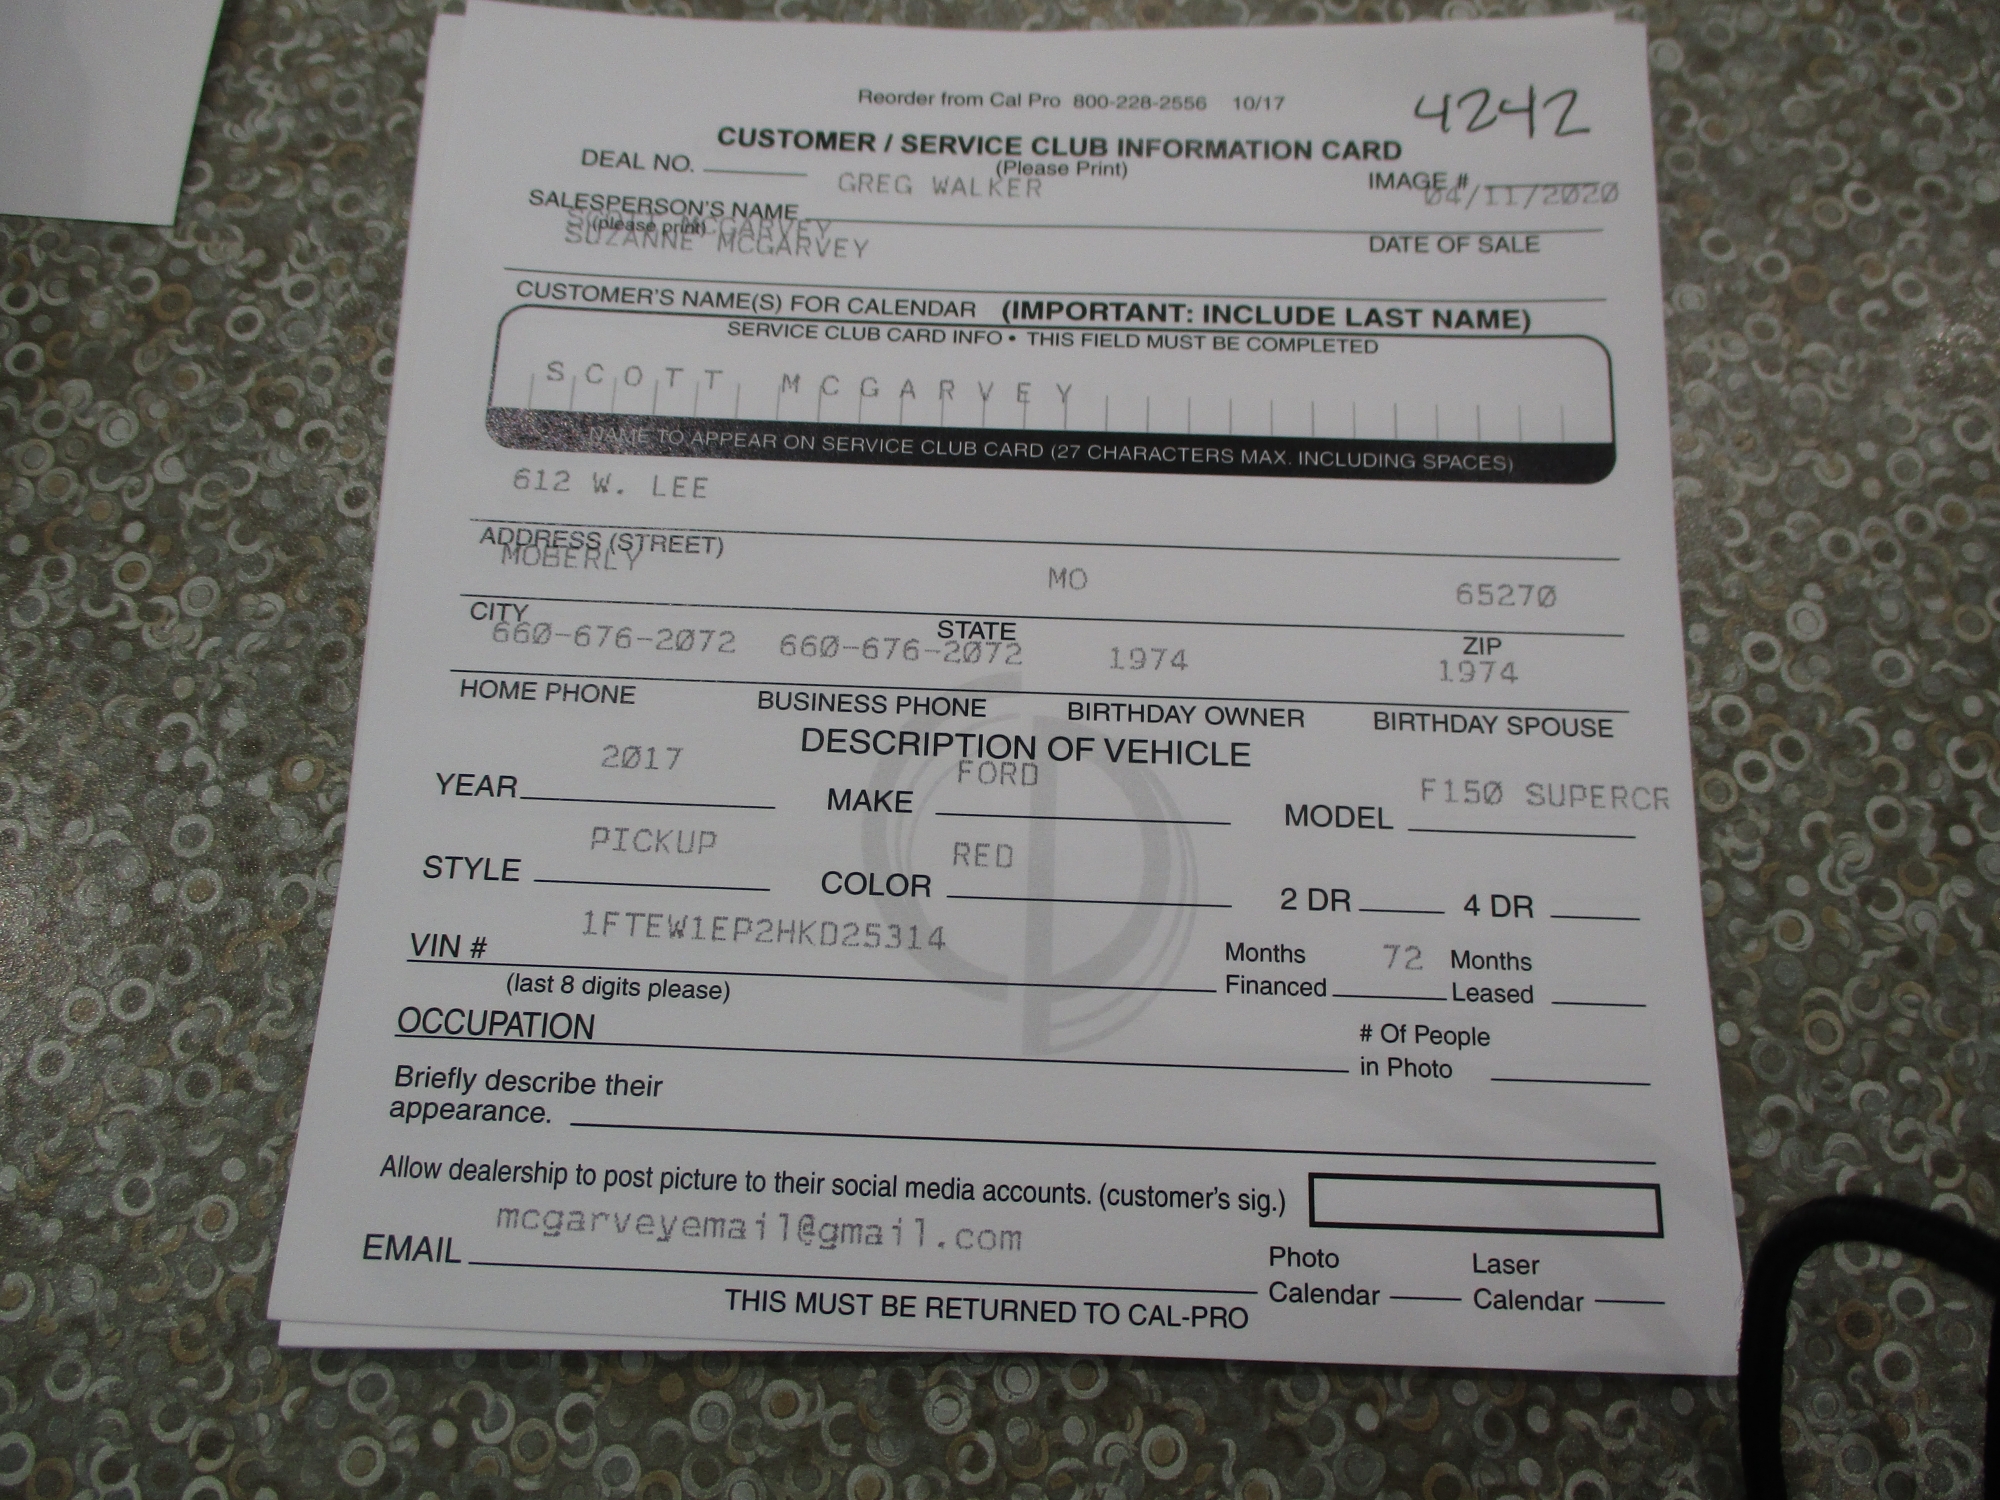 Reorder from Cal Pro 800-228-2556 10/17
4242
CUSTOMER / SERVICE CLUB INFORMATION CARD
DEAL NO. (Please Print)
GREG WALKER IMAGE #
04/11/2020
SALESPERSON'S NAME
(please print) SCOTT MCGARVEY
SUZANNE MCGARVEY DATE OF SALE
CUSTOMER'S NAME(S) FOR CALENDAR (IMPORTANT: INCLUDE LAST NAME)
SERVICE CLUB CARD INFO • THIS FIELD MUST BE COMPLETED
SCOTT MCGARVEY
NAME TO APPEAR ON SERVICE CLUB CARD (27 CHARACTERS MAX. INCLUDING SPACES)
612 W. LEE
ADDRESS (STREET)
MOBERLY MO 65270
CITY STATE ZIP
660-676-2072 660-676-2072 1974 1974
HOME PHONE BUSINESS PHONE BIRTHDAY OWNER BIRTHDAY SPOUSE
DESCRIPTION OF VEHICLE
YEAR 2017 MAKE FORD MODEL F150 SUPERCR
STYLE PICKUP COLOR RED 2 DR 4 DR
VIN # 1FTEW1EP2HKD25314 Months Financed 72 Months Leased
(last 8 digits please)
OCCUPATION # Of People in Photo
Briefly describe their
appearance.
Allow dealership to post picture to their social media accounts. (customer's sig.)
EMAIL mcgarveyemail@gmail.com Photo Calendar Laser Calendar
THIS MUST BE RETURNED TO CAL-PRO